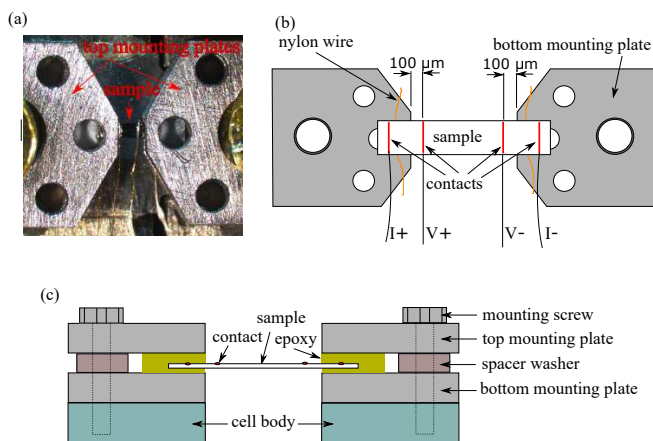 (a)
top mounting plates
sample
(b)
nylon wire
100 µm
100 µm
bottom mounting plate
sample
contacts
I+
V+
V-
I-
(c)
contact
sample
epoxy
mounting screw
top mounting plate
spacer washer
bottom mounting plate
cell body